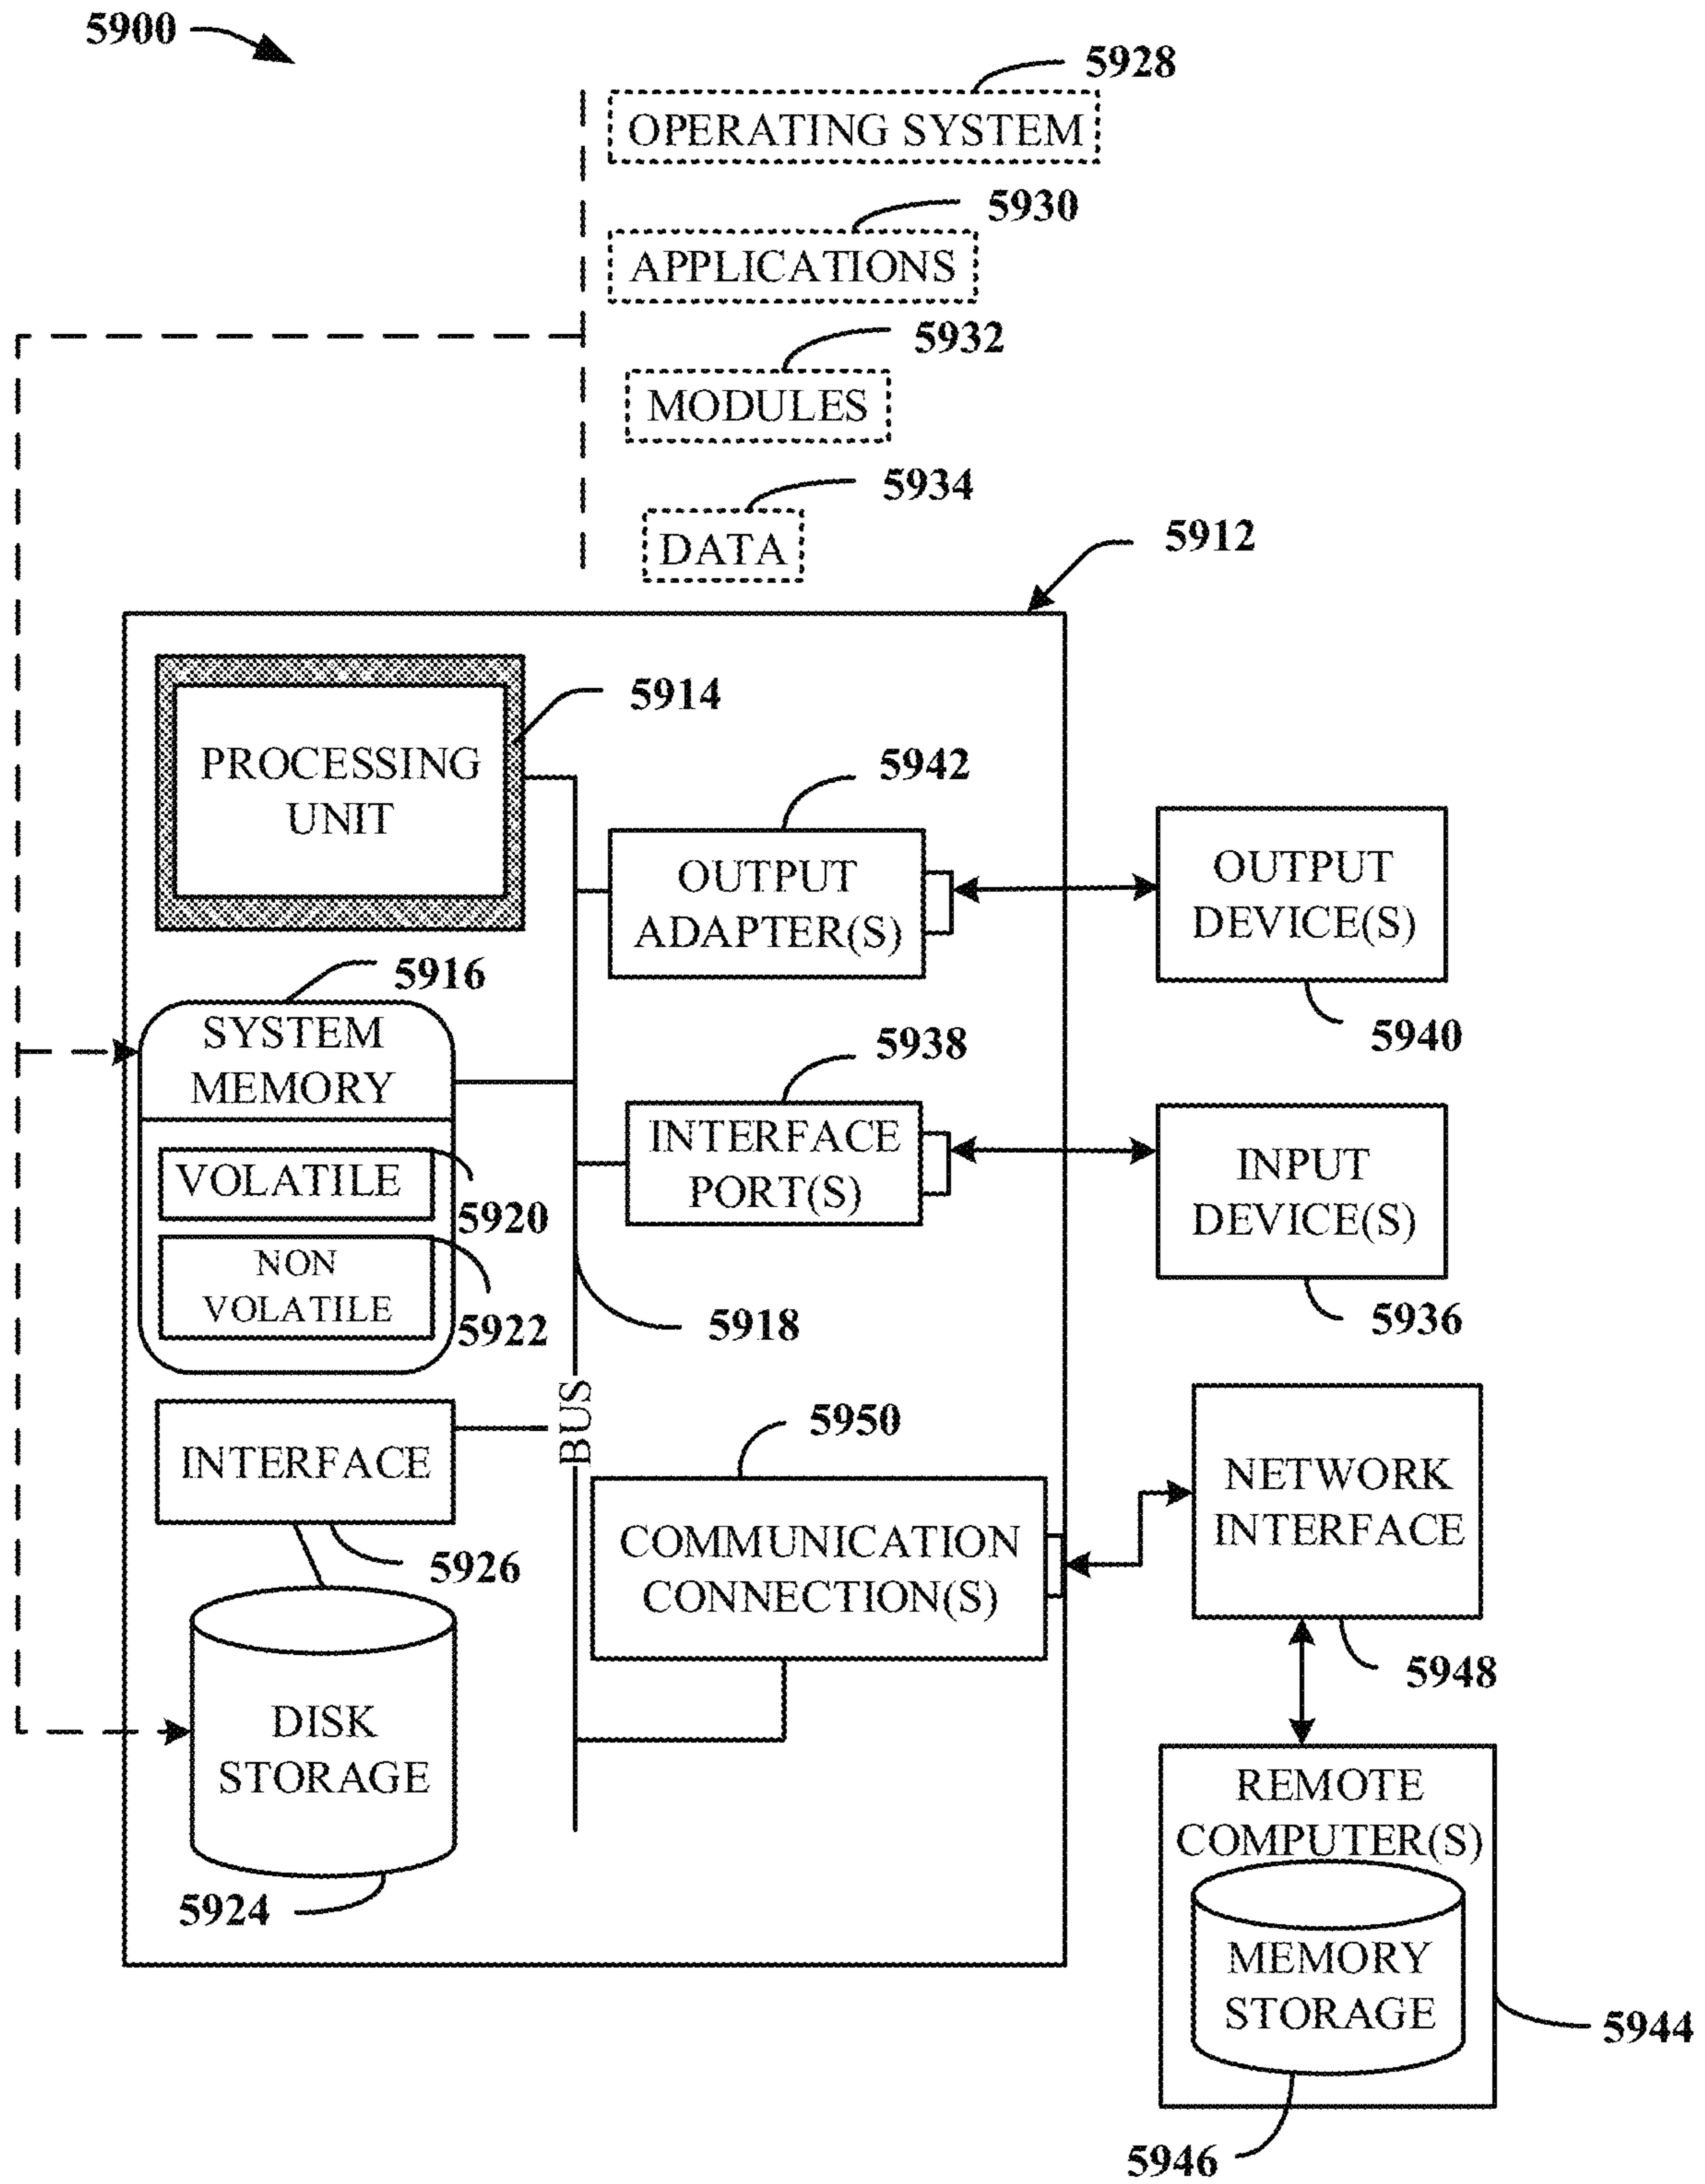 5900
5928
OPERATING SYSTEM
5930
APPLICATIONS
5932
MODULES
5934
DATA
5912
5914
PROCESSING
UNIT
5942
OUTPUT
ADAPTER(S)
OUTPUT
DEVICE(S)
5940
5916
SYSTEM
MEMORY
5938
INTERFACE
PORT(S)
INPUT
DEVICE(S)
5936
VOLATILE
5920
NON
VOLATILE
5922
5918
BUS
INTERFACE
5926
5950
COMMUNICATION
CONNECTION(S)
NETWORK
INTERFACE
5948
DISK
STORAGE
5924
REMOTE
COMPUTER(S)
MEMORY
STORAGE
5944
5946